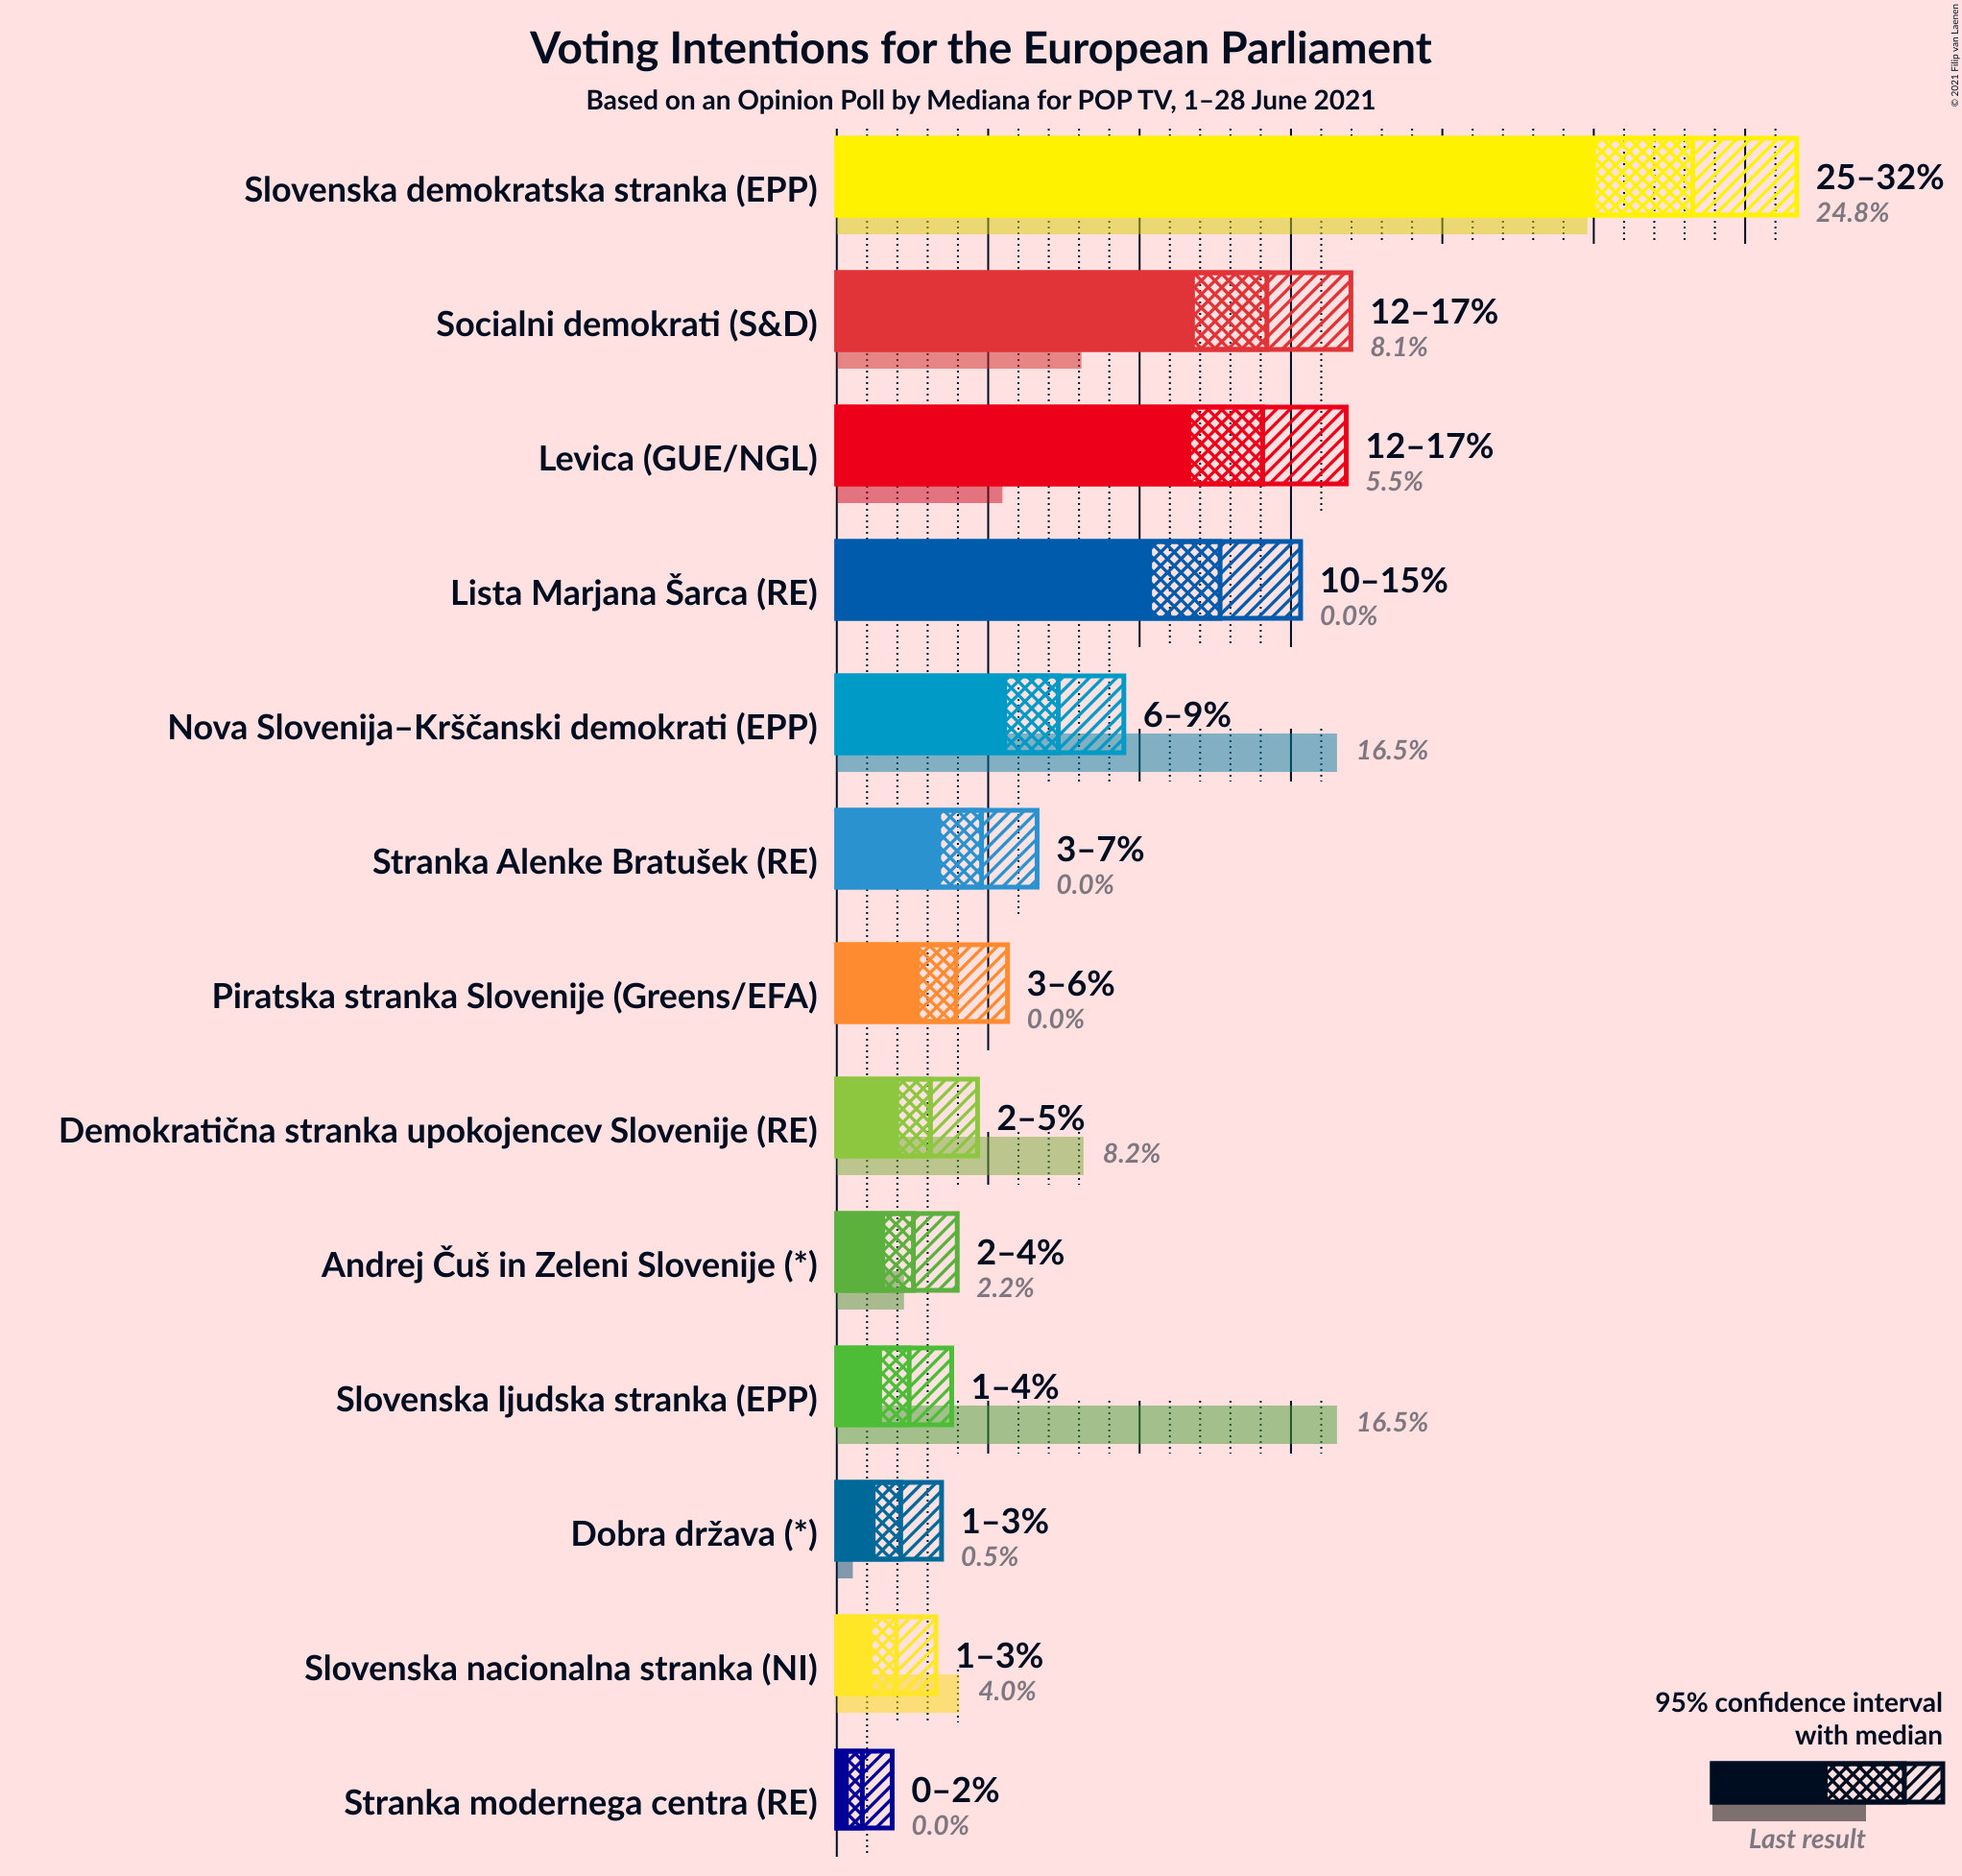 © 2021 Filip van Laenen
Voting Intentions for the European Parliament
Based on an Opinion Poll by Mediana for POP TV, 1–28 June 2021
Slovenska demokratska stranka (EPP)
25–32%
24.8%
Socialni demokrati (S&D)
12–17%
8.1%
Levica (GUE/NGL)
12–17%
5.5%
Lista Marjana Šarca (RE)
10–15%
0.0%
Nova Slovenija–Krščanski demokrati (EPP)
6–9%
16.5%
Stranka Alenke Bratušek (RE)
3–7%
0.0%
Piratska stranka Slovenije (Greens/EFA)
3–6%
0.0%
Demokratična stranka upokojencev Slovenije (RE)
2–5%
8.2%
Andrej Čuš in Zeleni Slovenije (*)
2–4%
2.2%
Slovenska ljudska stranka (EPP)
1–4%
16.5%
Dobra država (*)
1–3%
0.5%
Slovenska nacionalna stranka (NI)
1–3%
4.0%
Stranka modernega centra (RE)
0–2%
0.0%
95% confidence interval
with median
Last result